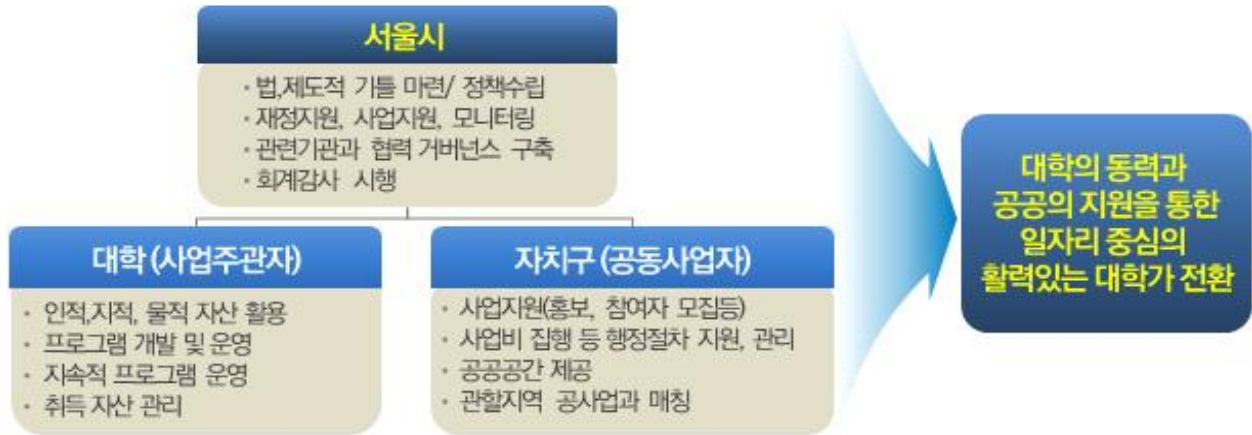 서울시
· 법,제도적 기틀 마련/ 정책수립
· 재정지원, 사업지원, 모니터링
· 관련기관과 협력 거버넌스 구축
· 회계감사 시행
대학 (사업주관자)
· 인적,지적, 물적 자산 활용
· 프로그램 개발 및 운영
· 지속적 프로그램 운영
· 취득 자산 관리
자치구 (공동사업자)
· 사업지원(홍보, 참여자 모집등)
· 사업비 집행 등 행정절차 지원, 관리
· 공공공간 제공
· 관할지역 공사업과 매칭
대학의 동력과
공공의 지원을 통한
일자리 중심의
활력있는 대학가 전환